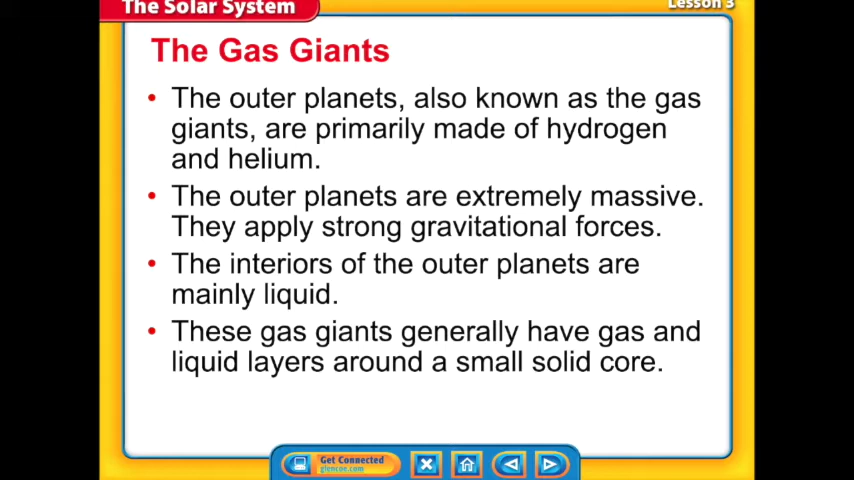 The Solar System
Lesson 3
The Gas Giants
• The outer planets, also known as the gas
giants, are primarily made of hydrogen
and helium.
• The outer planets are extremely massive.
They apply strong gravitational forces.
• The interiors of the outer planets are
mainly liquid.
• These gas giants generally have gas and
liquid layers around a small solid core.
Get Connected
glencoe.com